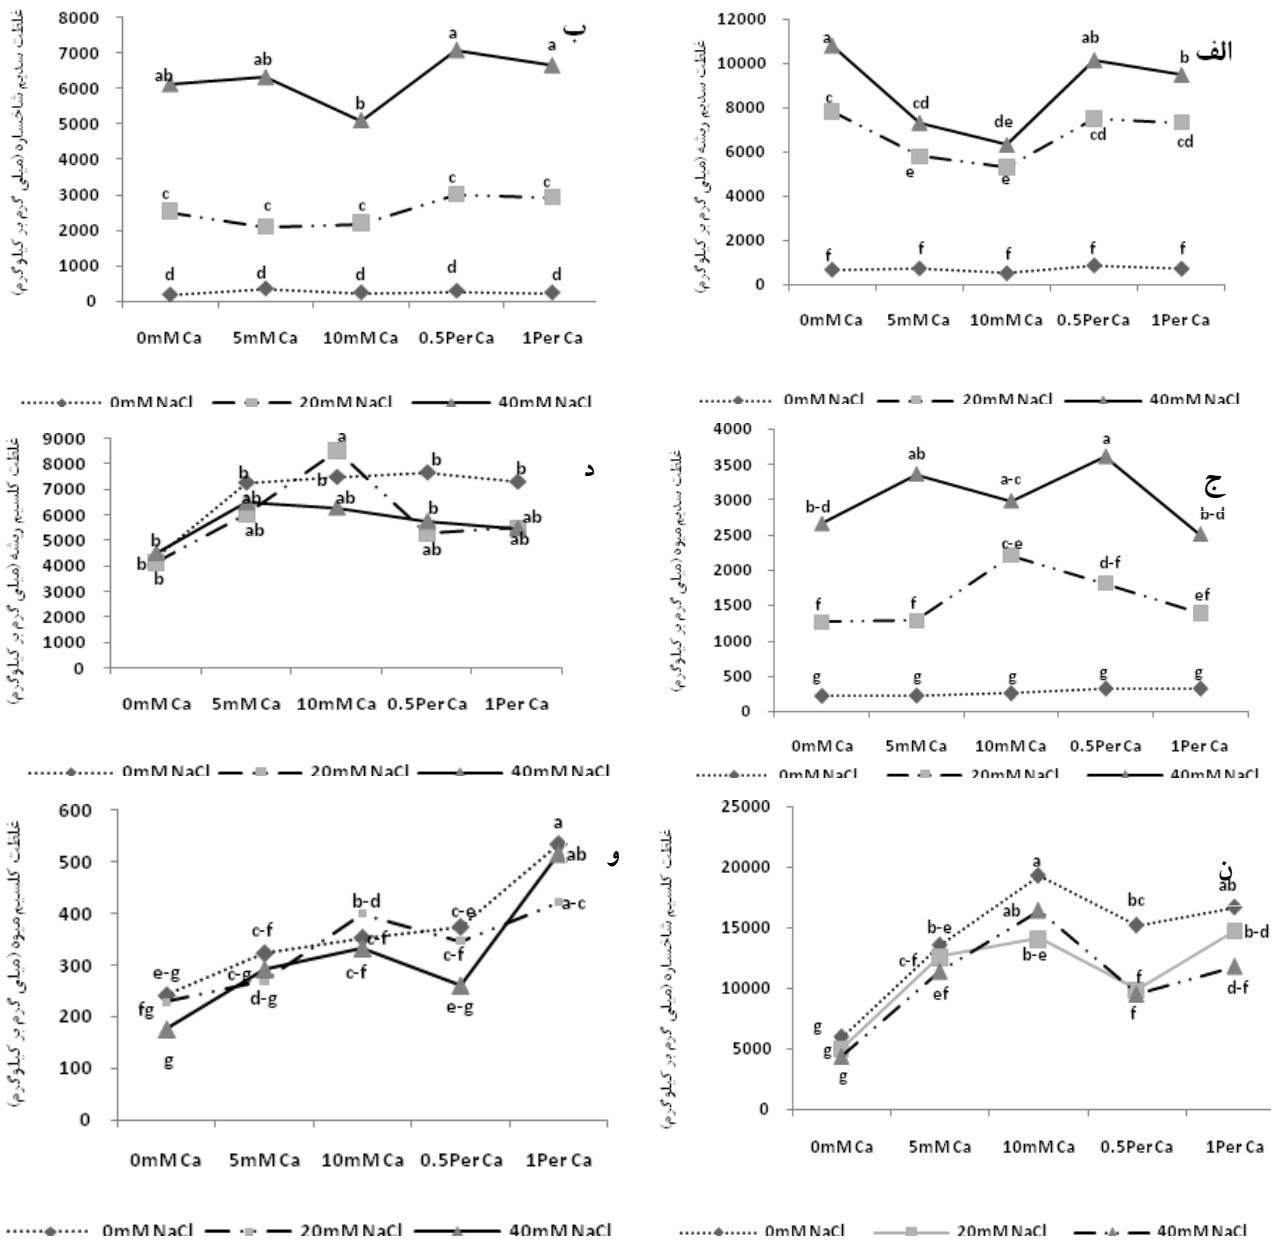 ب
غلظت سدیم شاخساره (میلی گرم بر کیلوگرم)
8000
7000
6000
5000
4000
3000
2000
1000
0
ab
ab
b
a
a
c
c
c
c
c
d
d
d
d
d
0mM Ca 5mM Ca 10mM Ca 0.5Per Ca 1Per Ca
0mM NaCl 20mM NaCl 40mM NaCl
الف
غلظت سدیم ریشه (میلی گرم بر کیلوگرم)
12000
10000
8000
6000
4000
2000
0
a
cd
de
ab
b
c
e
e
cd
cd
f
f
f
f
f
0mM Ca 5mM Ca 10mM Ca 0.5Per Ca 1Per Ca
0mM NaCl 20mM NaCl 40mM NaCl
د
غلظت کلسیم ریشه (میلی گرم بر کیلوگرم)
9000
8000
7000
6000
5000
4000
3000
2000
1000
0
b
b
b
b
ab
ab
a
b
ab
b
b
ab
b
ab
ab
0mM Ca 5mM Ca 10mM Ca 0.5Per Ca 1Per Ca
0mM NaCl 20mM NaCl 40mM NaCl
ج
غلظت سدیم میوه (میلی گرم بر کیلوگرم)
4000
3500
3000
2500
2000
1500
1000
500
0
b-d
ab
a-c
a
b-d
f
f
c-e
d-f
ef
g
g
g
g
g
0mM Ca 5mM Ca 10mM Ca 0.5Per Ca 1Per Ca
0mM NaCl 20mM NaCl 40mM NaCl
و
غلظت کلسیم میوه (میلی گرم بر کیلوگرم)
600
500
400
300
200
100
0
e-g
fg
g
c-f
c-g
d-g
b-d
c-f
c-f
c-e
c-f
e-g
a
ab
a-c
0mM Ca 5mM Ca 10mM Ca 0.5Per Ca 1Per Ca
0mM NaCl 20mM NaCl 40mM NaCl
ن
غلظت کلسیم شاخساره (میلی گرم بر کیلوگرم)
25000
20000
15000
10000
5000
0
g
g
g
b-e
c-f
ef
a
ab
b-e
bc
f
f
ab
b-d
d-f
0mM Ca 5mM Ca 10mM Ca 0.5Per Ca 1Per Ca
0mM NaCl 20mM NaCl 40mM NaCl